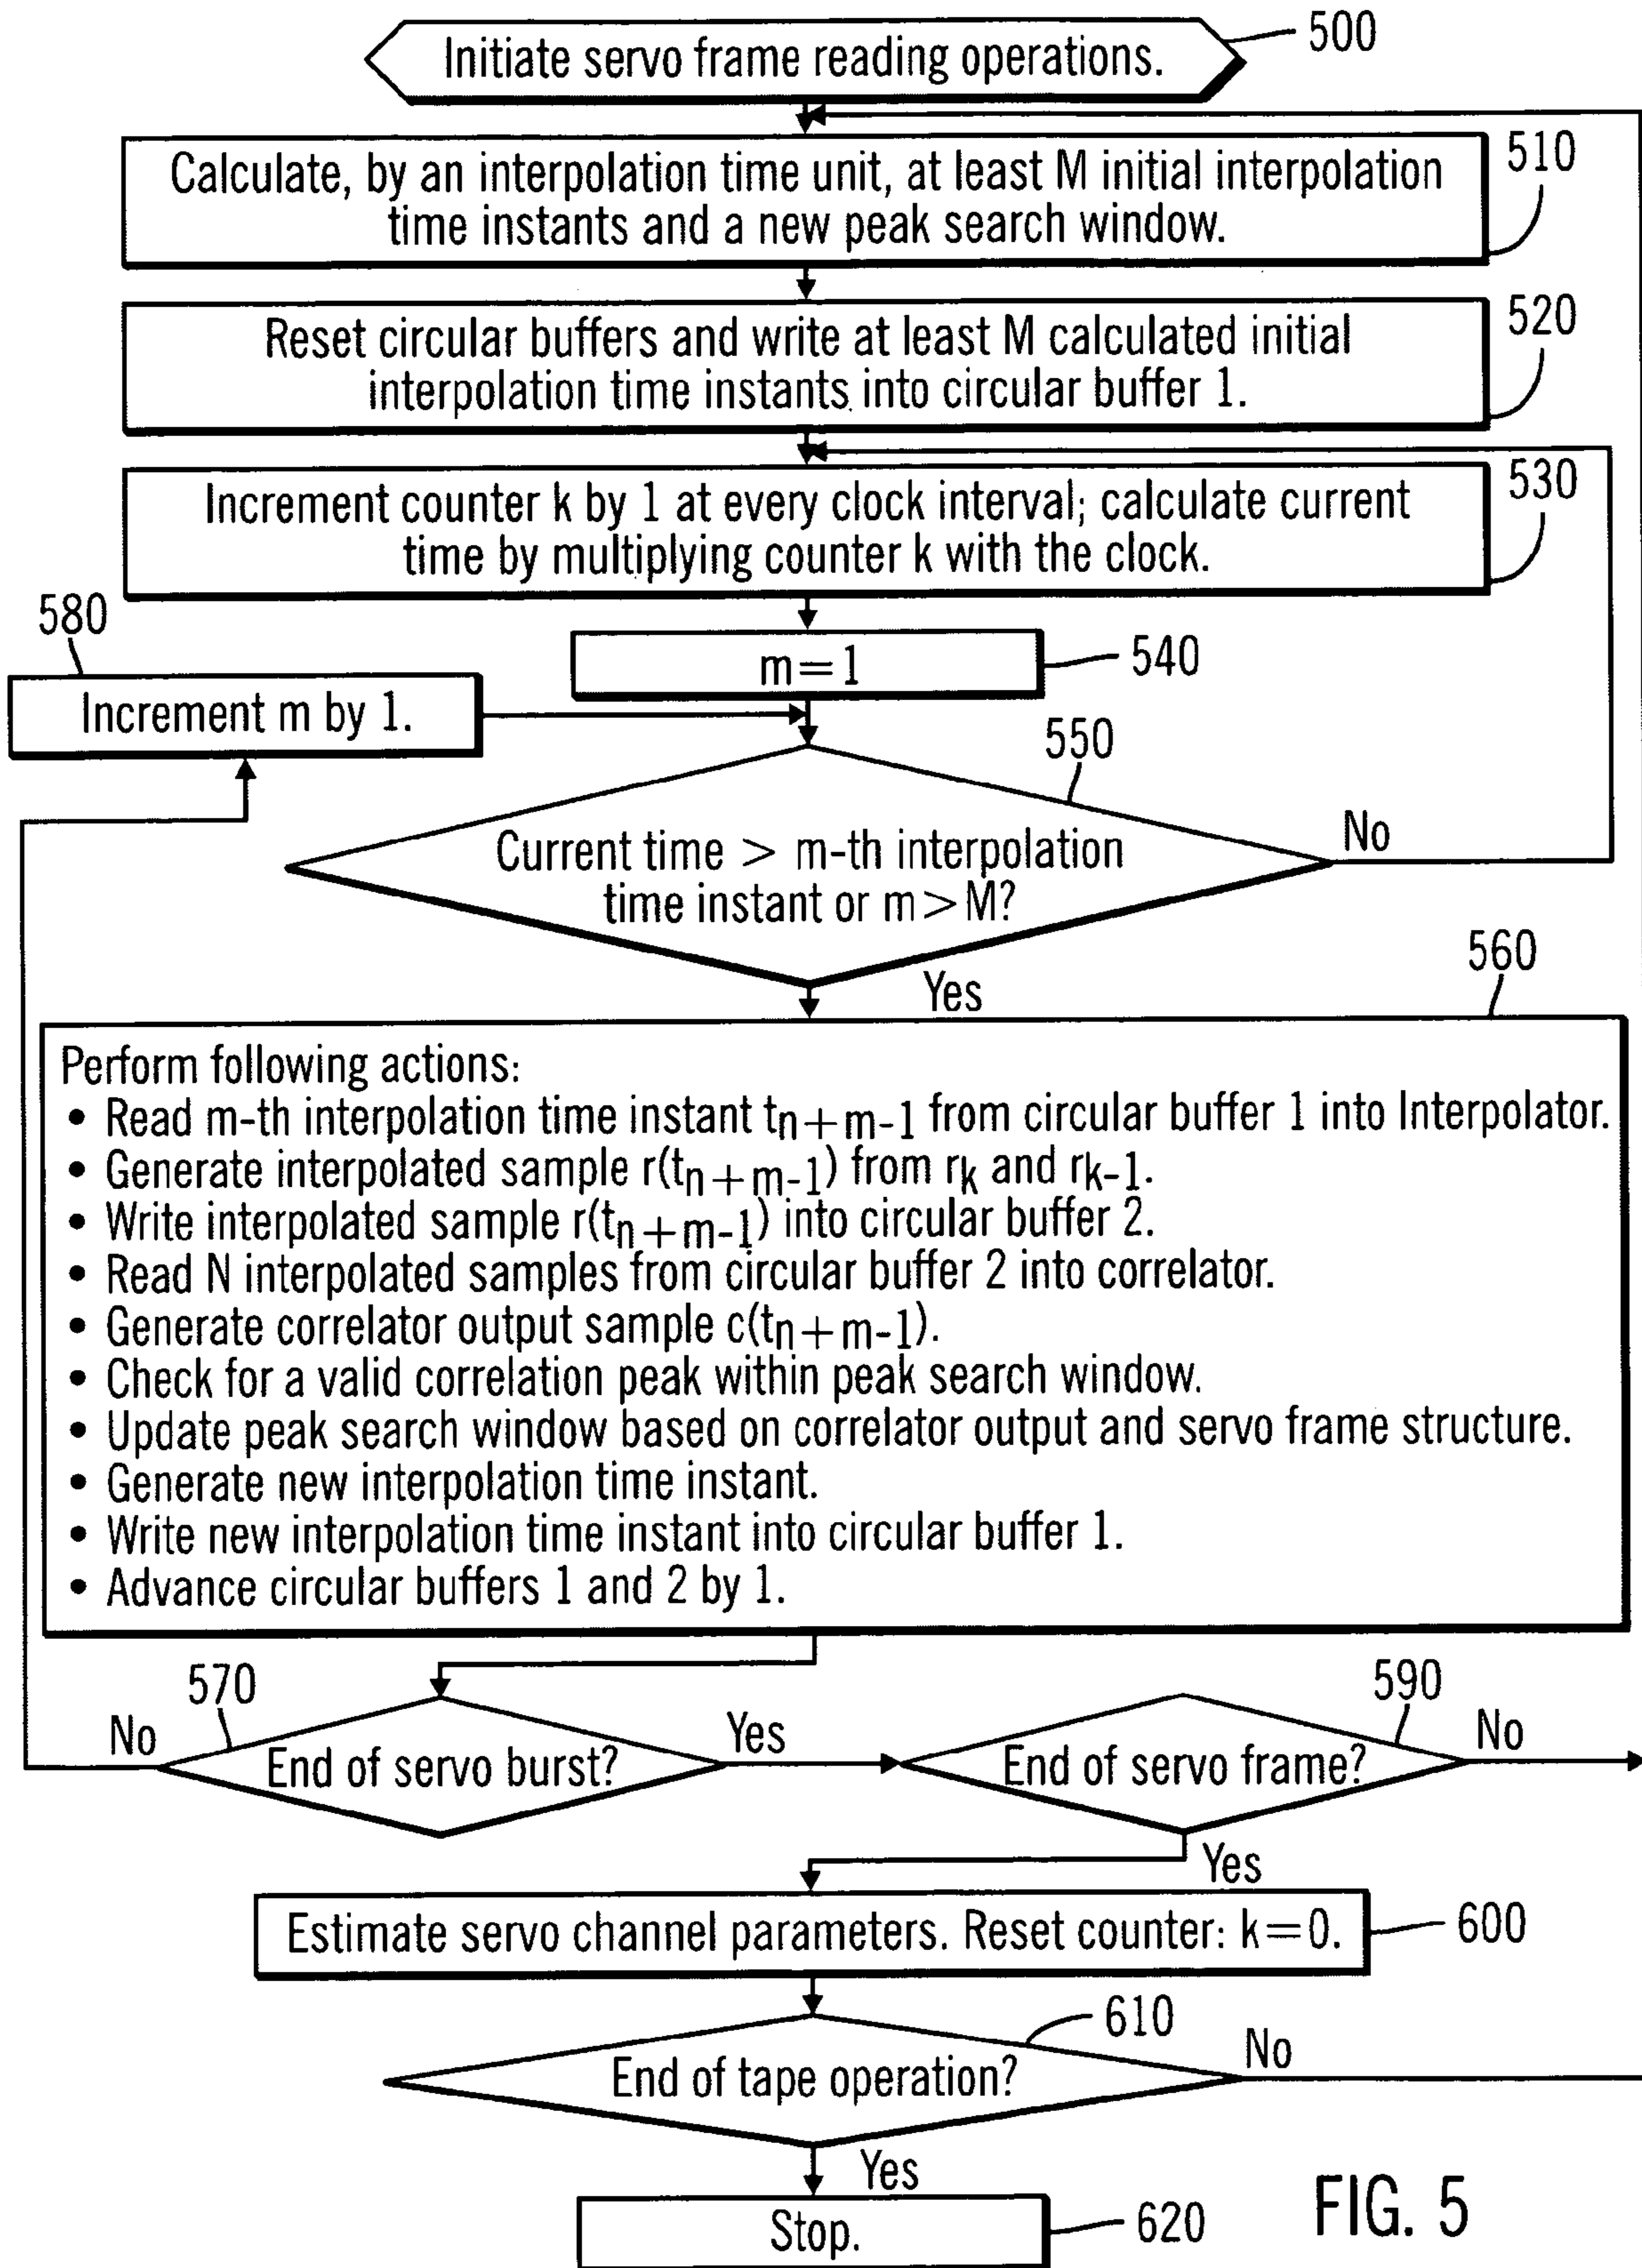 Initiate servo frame reading operations.
500
Calculate, by an interpolation time unit, at least M initial interpolation
time instants and a new peak search window.
510
Reset circular buffers and write at least M calculated initial
interpolation time instants into circular buffer 1.
520
Increment counter k by 1 at every clock interval; calculate current
time by multiplying counter k with the clock.
530
580
m=1
540
Increment m by 1.
550
Current time > m-th interpolation
time instant or m>M?
No
Yes
560
Perform following actions:
• Read m-th interpolation time instant tn+m-1 from circular buffer 1 into Interpolator.
• Generate interpolated sample r(tn+m-1) from rk and rk-1.
• Write interpolated sample r(tn+m-1) into circular buffer 2.
• Read N interpolated samples from circular buffer 2 into correlator.
• Generate correlator output sample c(tn+m-1).
• Check for a valid correlation peak within peak search window.
• Update peak search window based on correlator output and servo frame structure.
• Generate new interpolation time instant.
• Write new interpolation time instant into circular buffer 1.
• Advance circular buffers 1 and 2 by 1.
570
590
No
End of servo burst?
Yes
End of servo frame?
No
Yes
Estimate servo channel parameters. Reset counter: k=0.
600
610
End of tape operation?
No
Yes
Stop.
620
FIG. 5